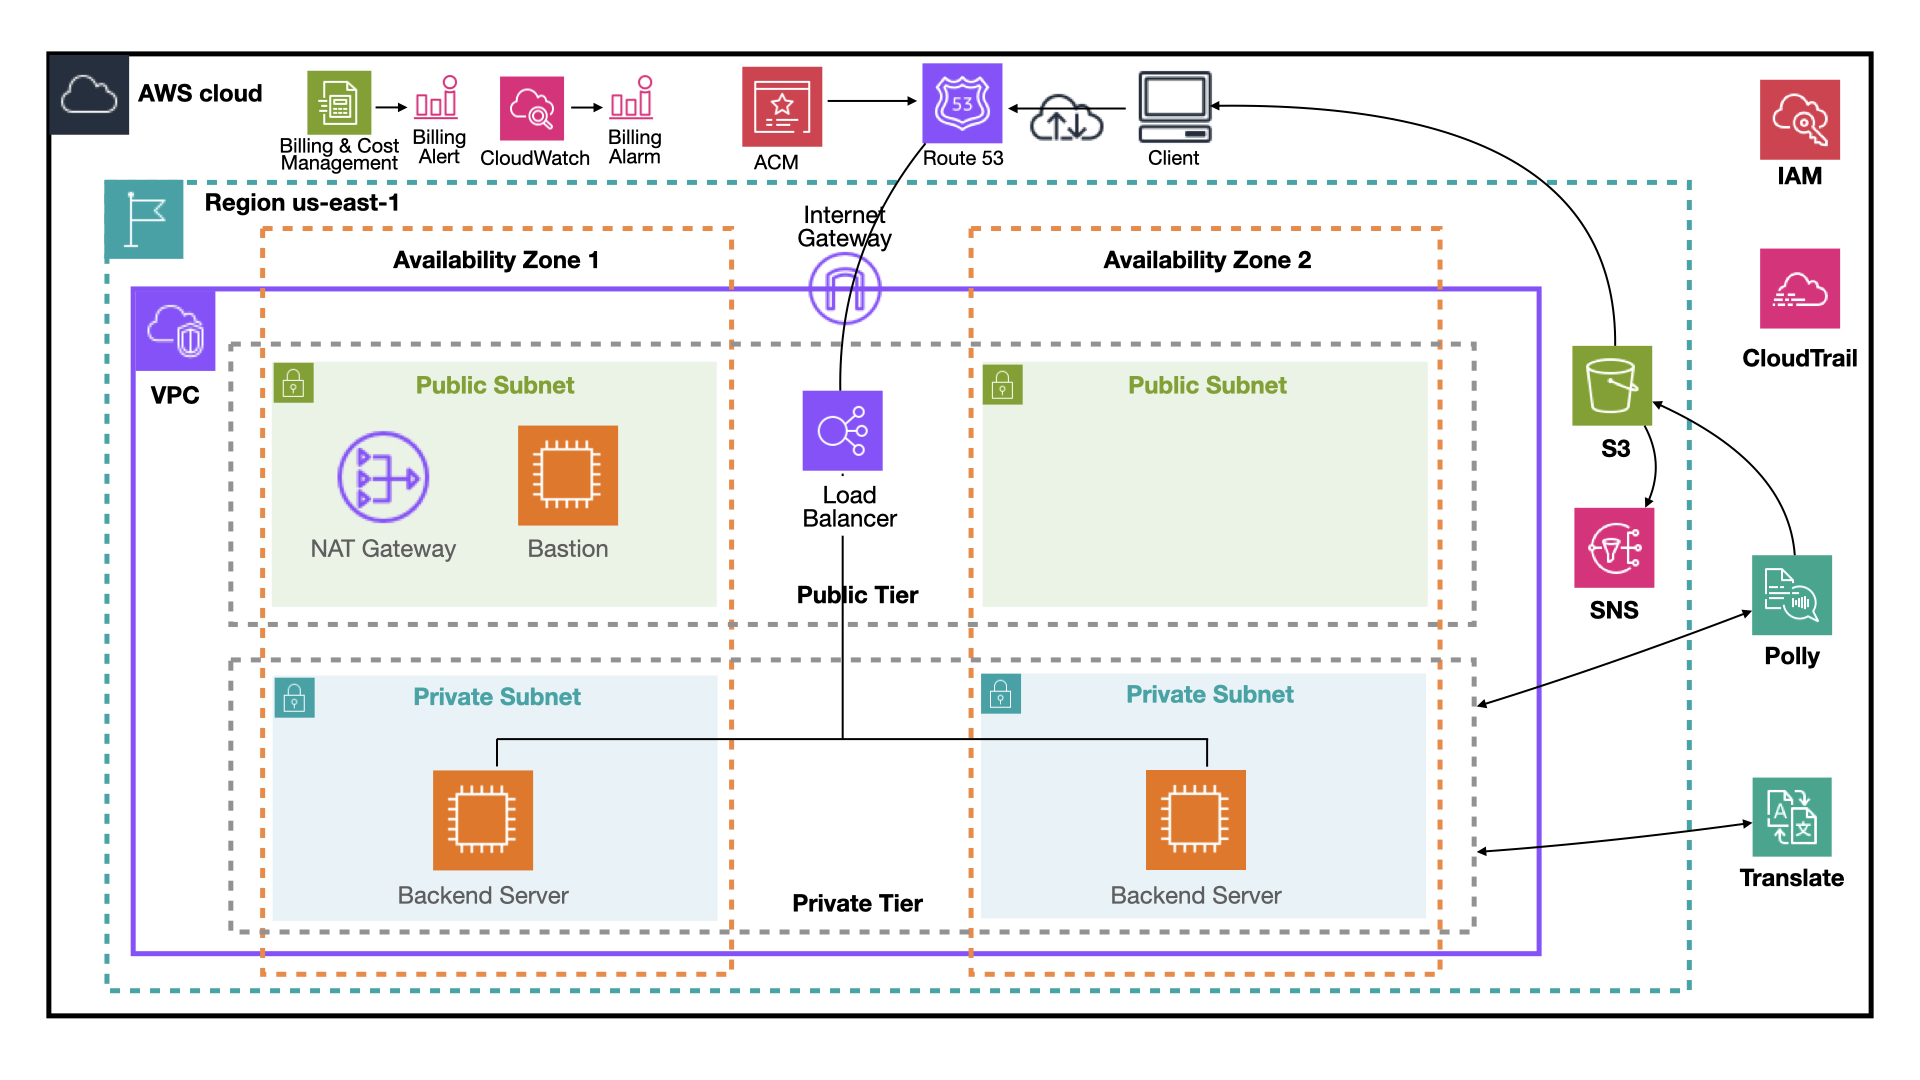 AWS cloud
Billing & Cost
Management
Billing
Alert
CloudWatch
Billing
Alarm
ACM
53
Route 53
Client
IAM
Region us-east-1
Internet
Gateway
Availability Zone 1
Availability Zone 2
CloudTrail
VPC
Public Subnet
Public Subnet
S3
NAT Gateway
Bastion
Load
Balancer
Public Tier
SNS
Polly
Private Subnet
Private Subnet
A
文
Translate
Backend Server
Backend Server
Private Tier